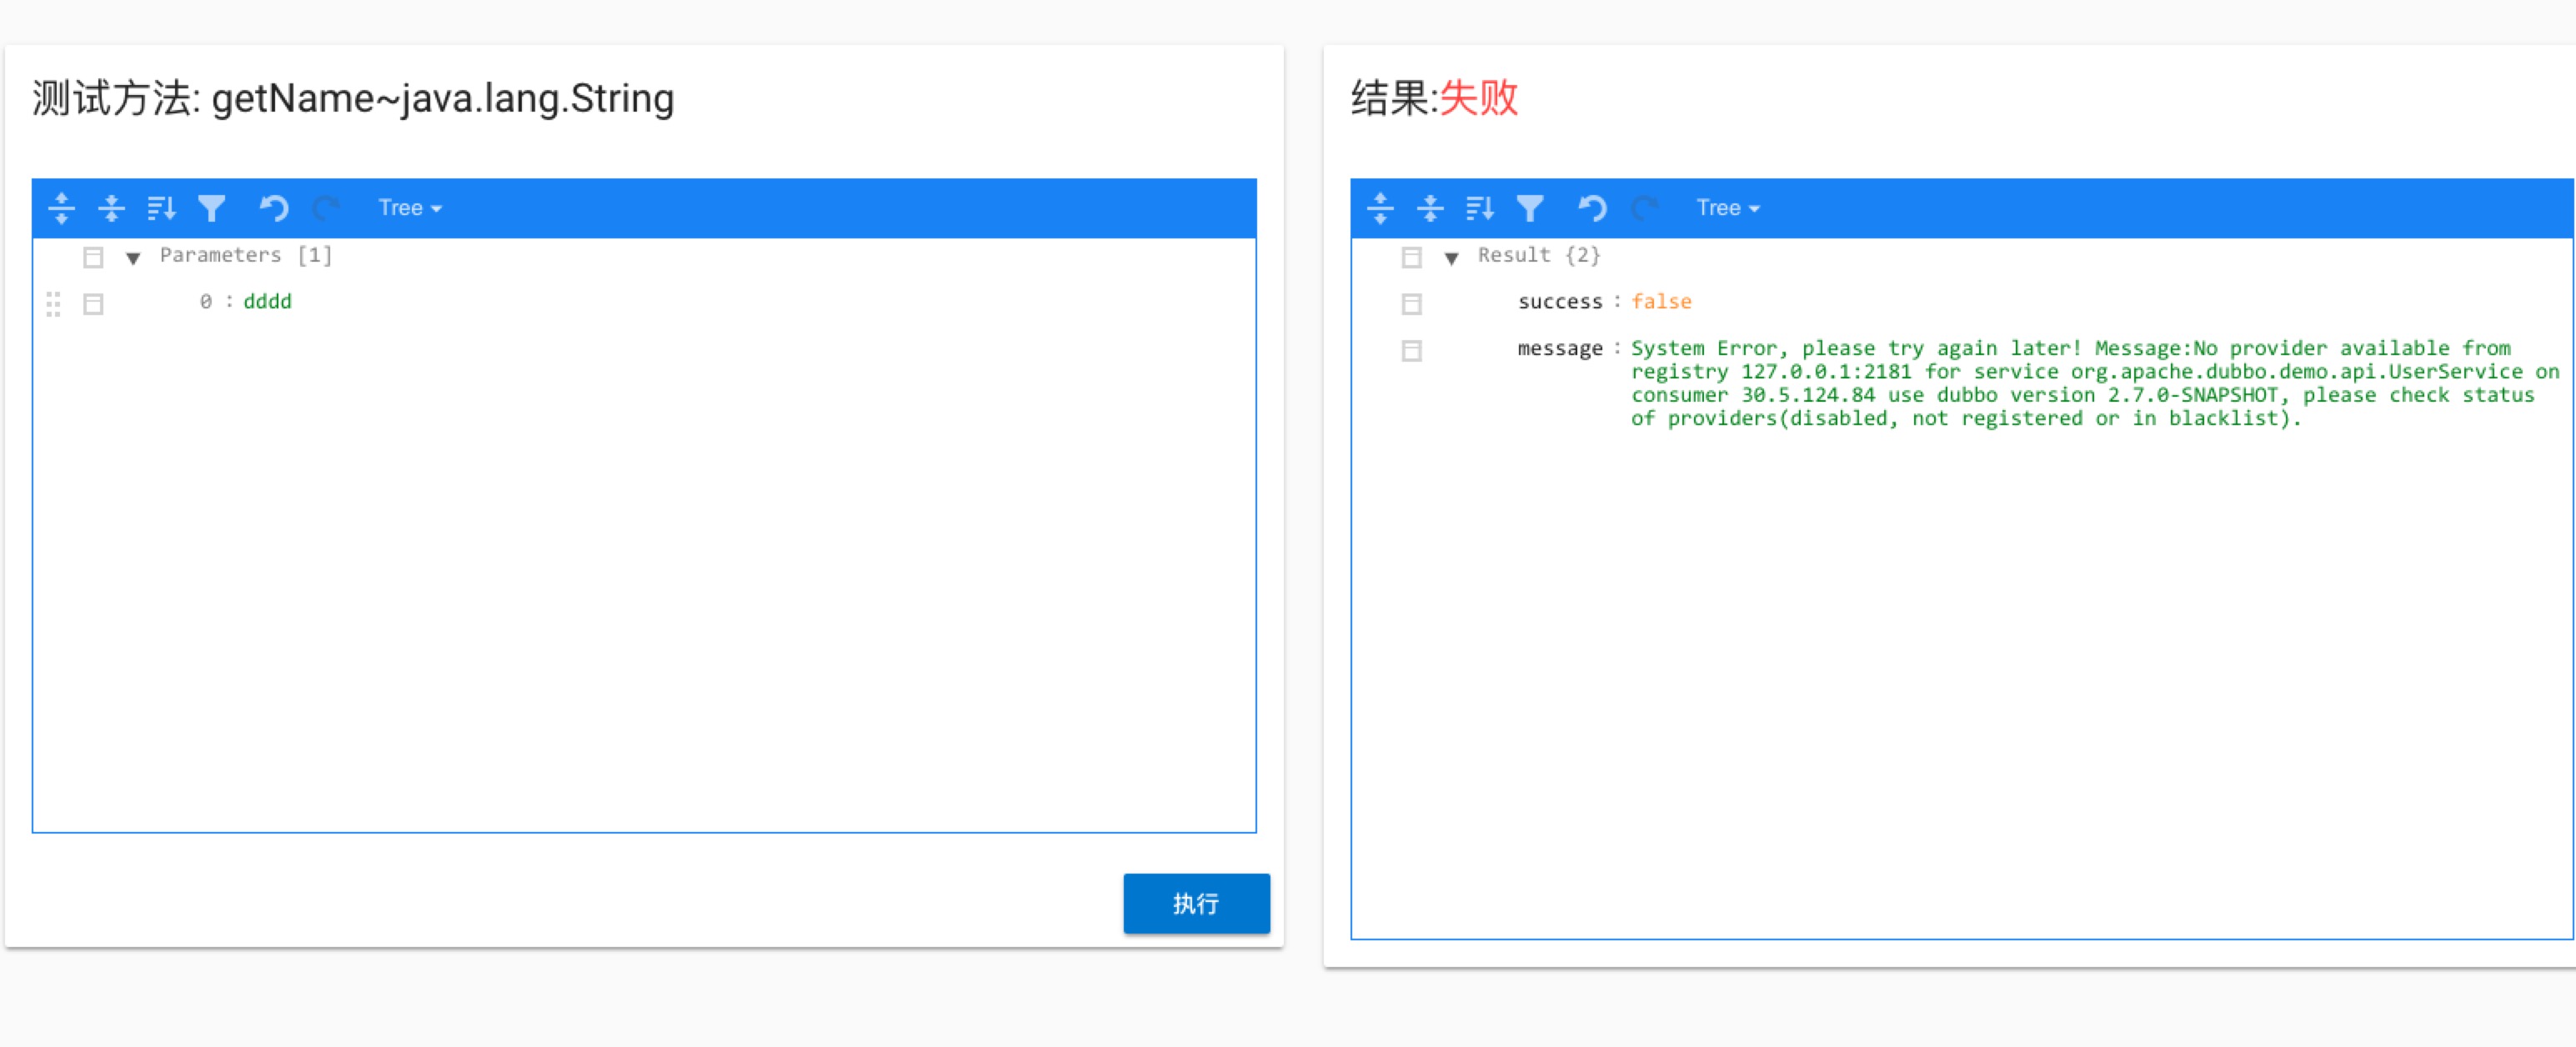 测试方法: getName~java.lang.String
Tree
Parameters [1]
0 : dddd
执行
结果:失败
Tree
Result {2}
success : false
message : System Error, please try again later! Message:No provider available from
registry 127.0.0.1:2181 for service org.apache.dubbo.demo.api.UserService on
consumer 30.5.124.84 use dubbo version 2.7.0-SNAPSHOT, please check status
of providers(disabled, not registered or in blacklist).